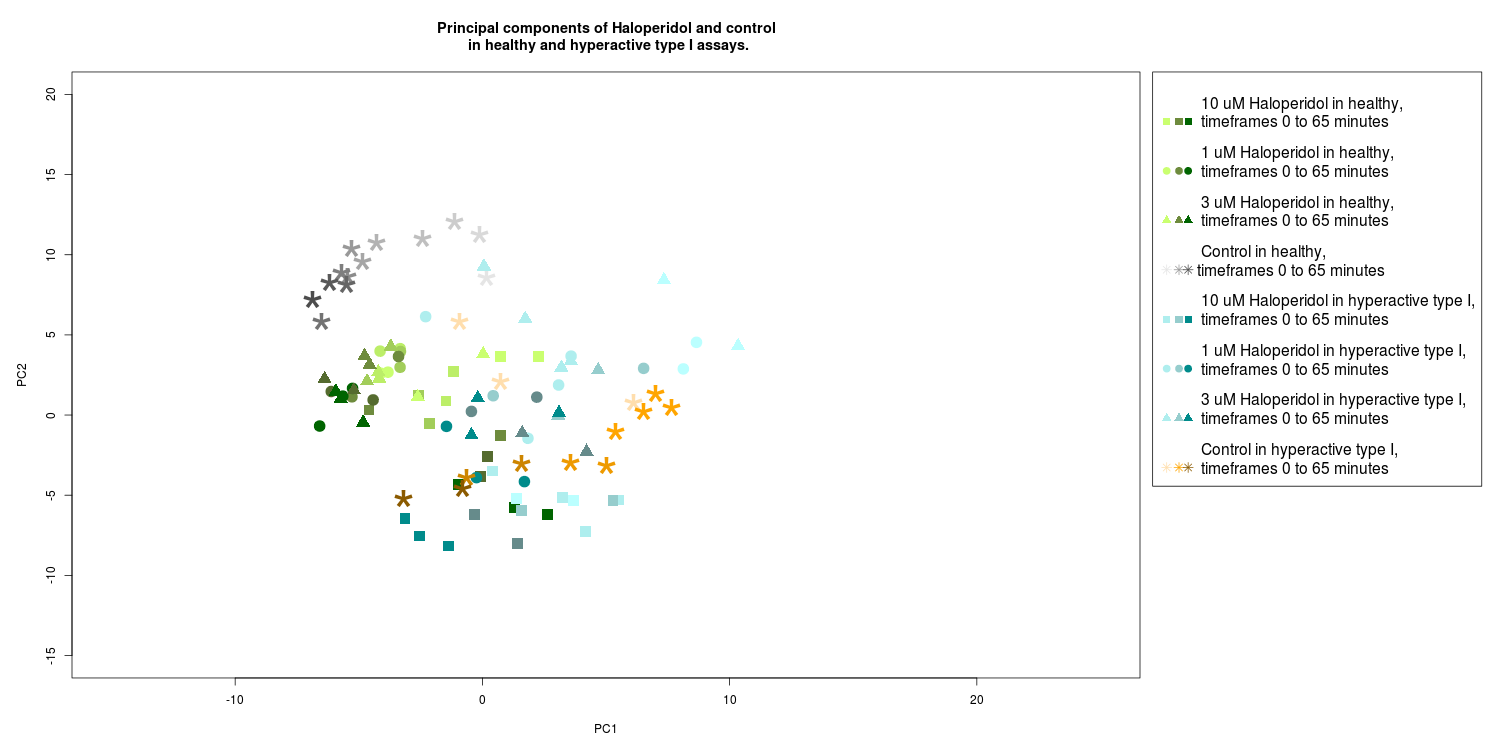 Principal components of Haloperidol and control
in healthy and hyperactive type I assays.
20
15
10
5
0
-5
-10
-15
PC2
-10
0
10
20
PC1
10 uM Haloperidol in healthy,
timeframes 0 to 65 minutes
1 uM Haloperidol in healthy,
timeframes 0 to 65 minutes
3 uM Haloperidol in healthy,
timeframes 0 to 65 minutes
Control in healthy,
timeframes 0 to 65 minutes
10 uM Haloperidol in hyperactive type I,
timeframes 0 to 65 minutes
1 uM Haloperidol in hyperactive type I,
timeframes 0 to 65 minutes
3 uM Haloperidol in hyperactive type I,
timeframes 0 to 65 minutes
Control in hyperactive type I,
timeframes 0 to 65 minutes